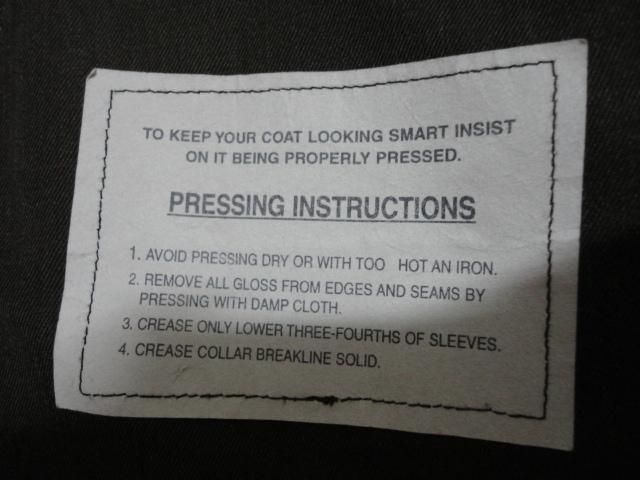 TO KEEP YOUR COAT LOOKING SMART INSIST
ON IT BEING PROPERLY PRESSED.
PRESSING INSTRUCTIONS
1. AVOID PRESSING DRY OR WITH TOO HOT AN IRON.
2. REMOVE ALL GLOSS FROM EDGES AND SEAMS BY
PRESSING WITH DAMP CLOTH.
3. CREASE ONLY LOWER THREE-FOURTHS OF SLEEVES.
4. CREASE COLLAR BREAKLINE SOLID.